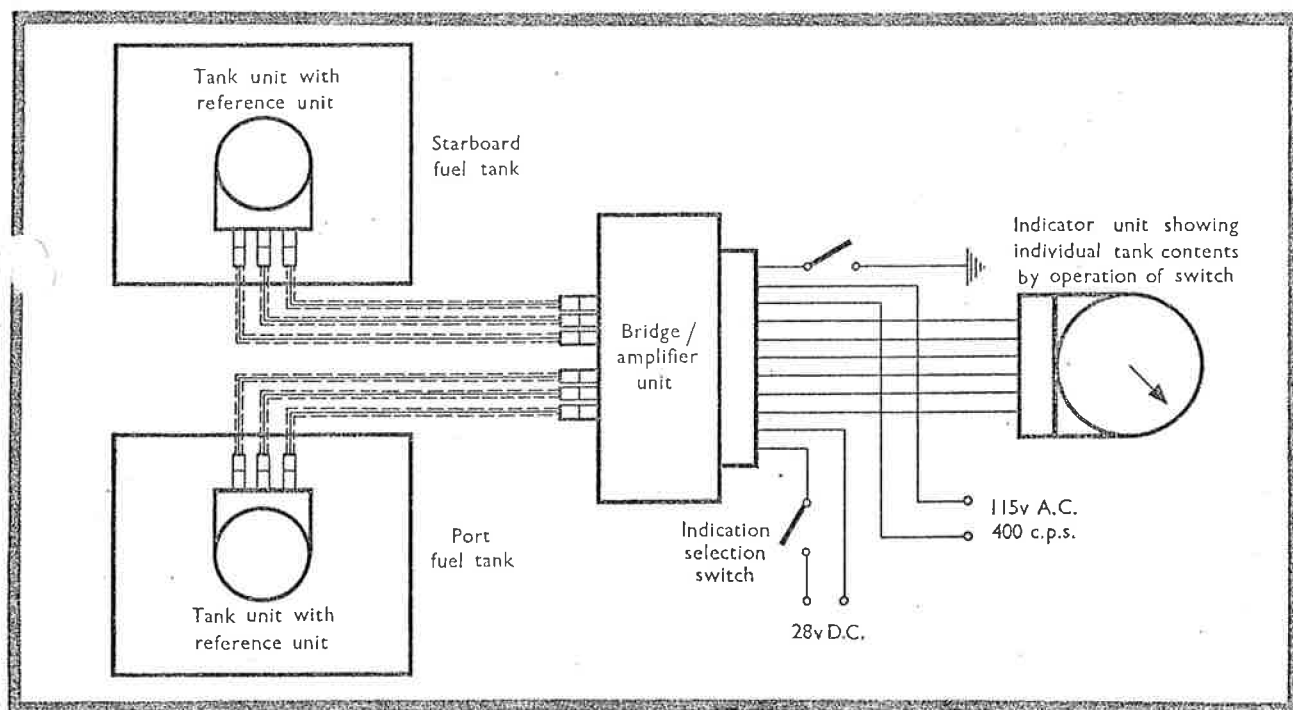 Tank unit with
reference unit
Starboard
fuel tank
Bridge/
amplifier
unit
Indicator unit showing
individual tank contents
by operation of switch
115v A.C.
400 c.p.s.
Indication
selection
switch
28v D.C.
Port
fuel tank
Tank unit with
reference unit